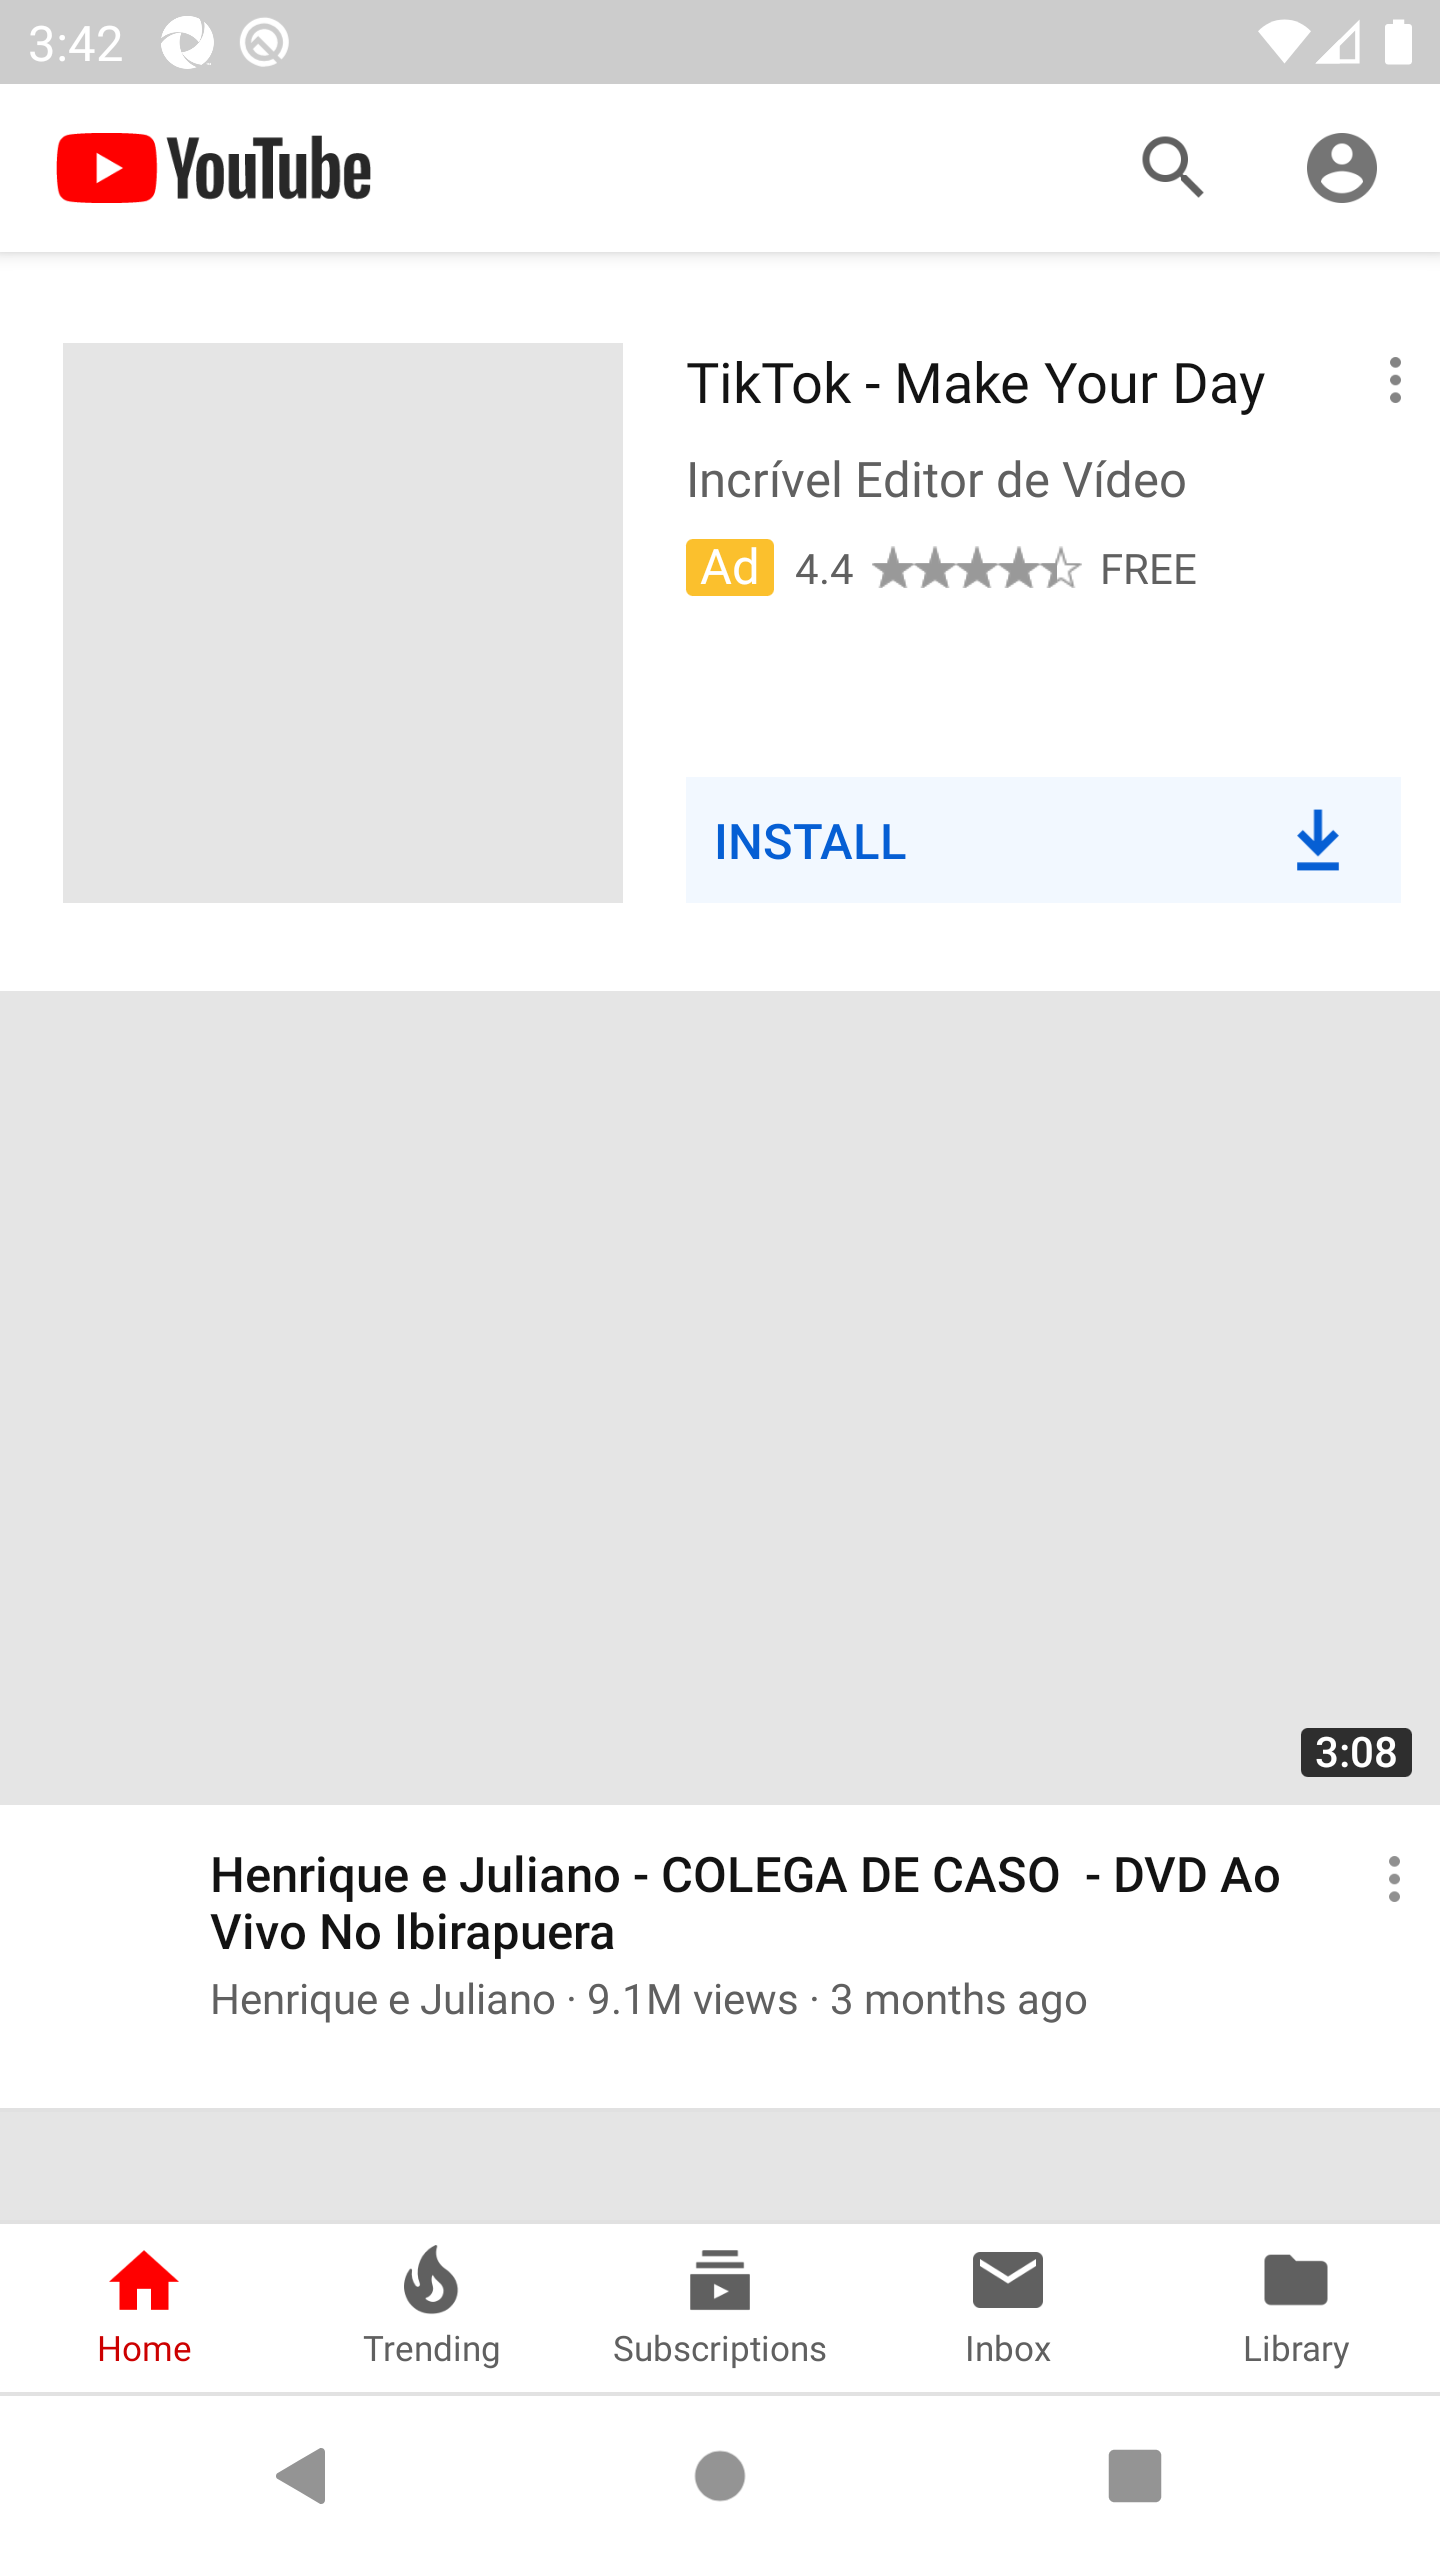 3:42
YouTube
TikTok - Make Your Day
Incrível Editor de Vídeo
Ad 4.4 FREE
INSTALL
3:08
Henrique e Juliano - COLEGA DE CASO - DVD Ao
Vivo No Ibirapuera
Henrique e Juliano · 9.1M views · 3 months ago
Home Trending Subscriptions Inbox Library